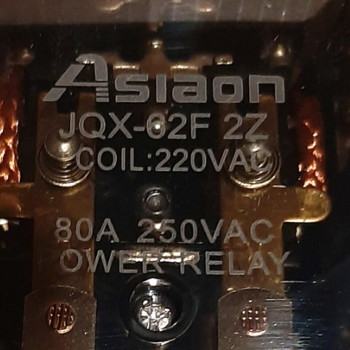 Asiaon
JQX-62F 2Z
COIL:220VAC
80A 250VAC
OWER RELAY